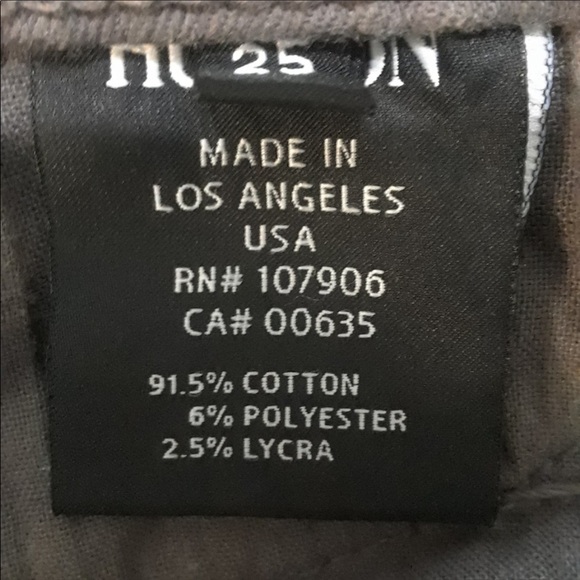 25
MADE IN
LOS ANGELES
USA
RN# 107906
CA# 00635
91.5% COTTON
6% POLYESTER
2.5% LYCRA